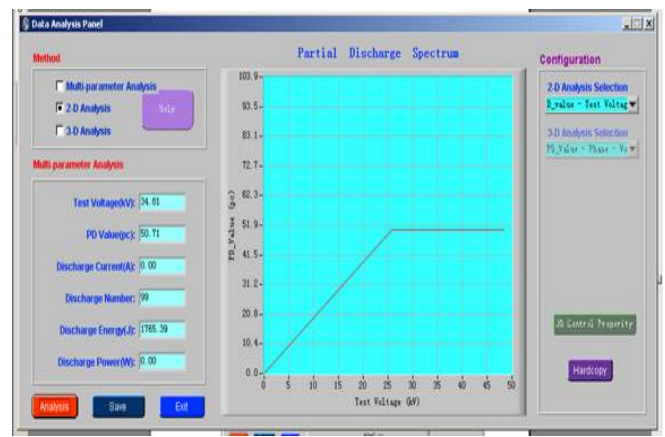 Data Analysis Panel
Method
Multi-parameter Analysis
2-D Analysis
3-D Analysis
Help
Multi-parameter Analysis
Test Voltage(kV): 34.81
PD Value(pc): 50.71
Discharge Current(A): 0.00
Discharge Number: 99
Discharge Energy(J): 1765.39
Discharge Power(W): 0.00
Analysis
Save
Exit
Partial Discharge Spectrum
PD_Value (pc)
103.9
93.5
83.1
72.7
62.3
51.9
41.5
31.2
20.8
10.4
0.0
0 5 10 15 20 25 30 35 40 45 50
Test Voltage (kV)
Configuration
2-D Analysis Selection
D_value - Test Voltag
3-D Analysis Selection
PD_Value - Phase - Vo
3D Control Property
Hardcopy